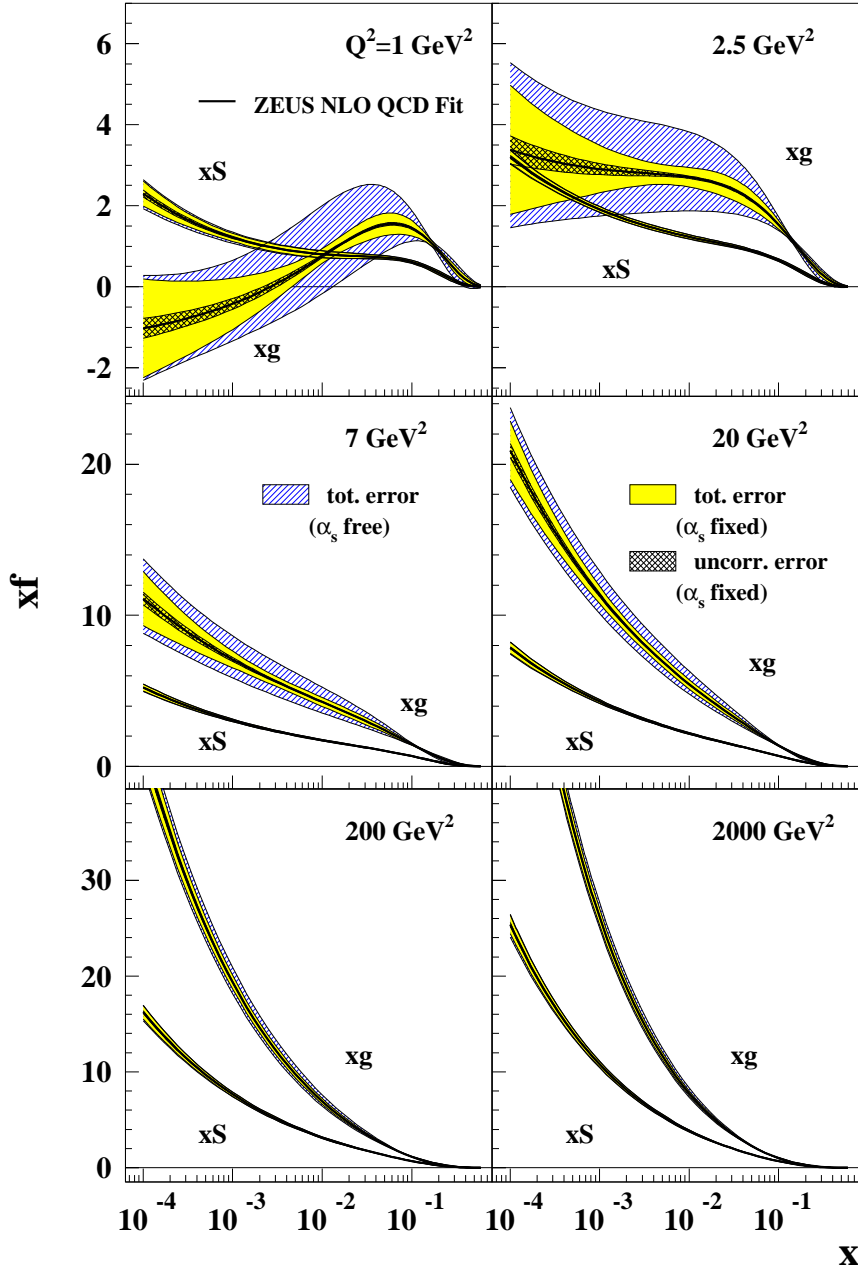 Q²=1 GeV²
ZEUS NLO QCD Fit
xS
xg
6
4
2
0
-2
2.5 GeV²
xg
xS
7 GeV²
tot. error
(αs free)
xg
xS
20
10
0
xf
20 GeV²
tot. error
(αs fixed)
uncorr. error
(αs fixed)
xg
xS
200 GeV²
xg
xS
30
20
10
0
2000 GeV²
xg
xS
10⁻⁴ 10⁻³ 10⁻² 10⁻¹
10⁻⁴ 10⁻³ 10⁻² 10⁻¹
x